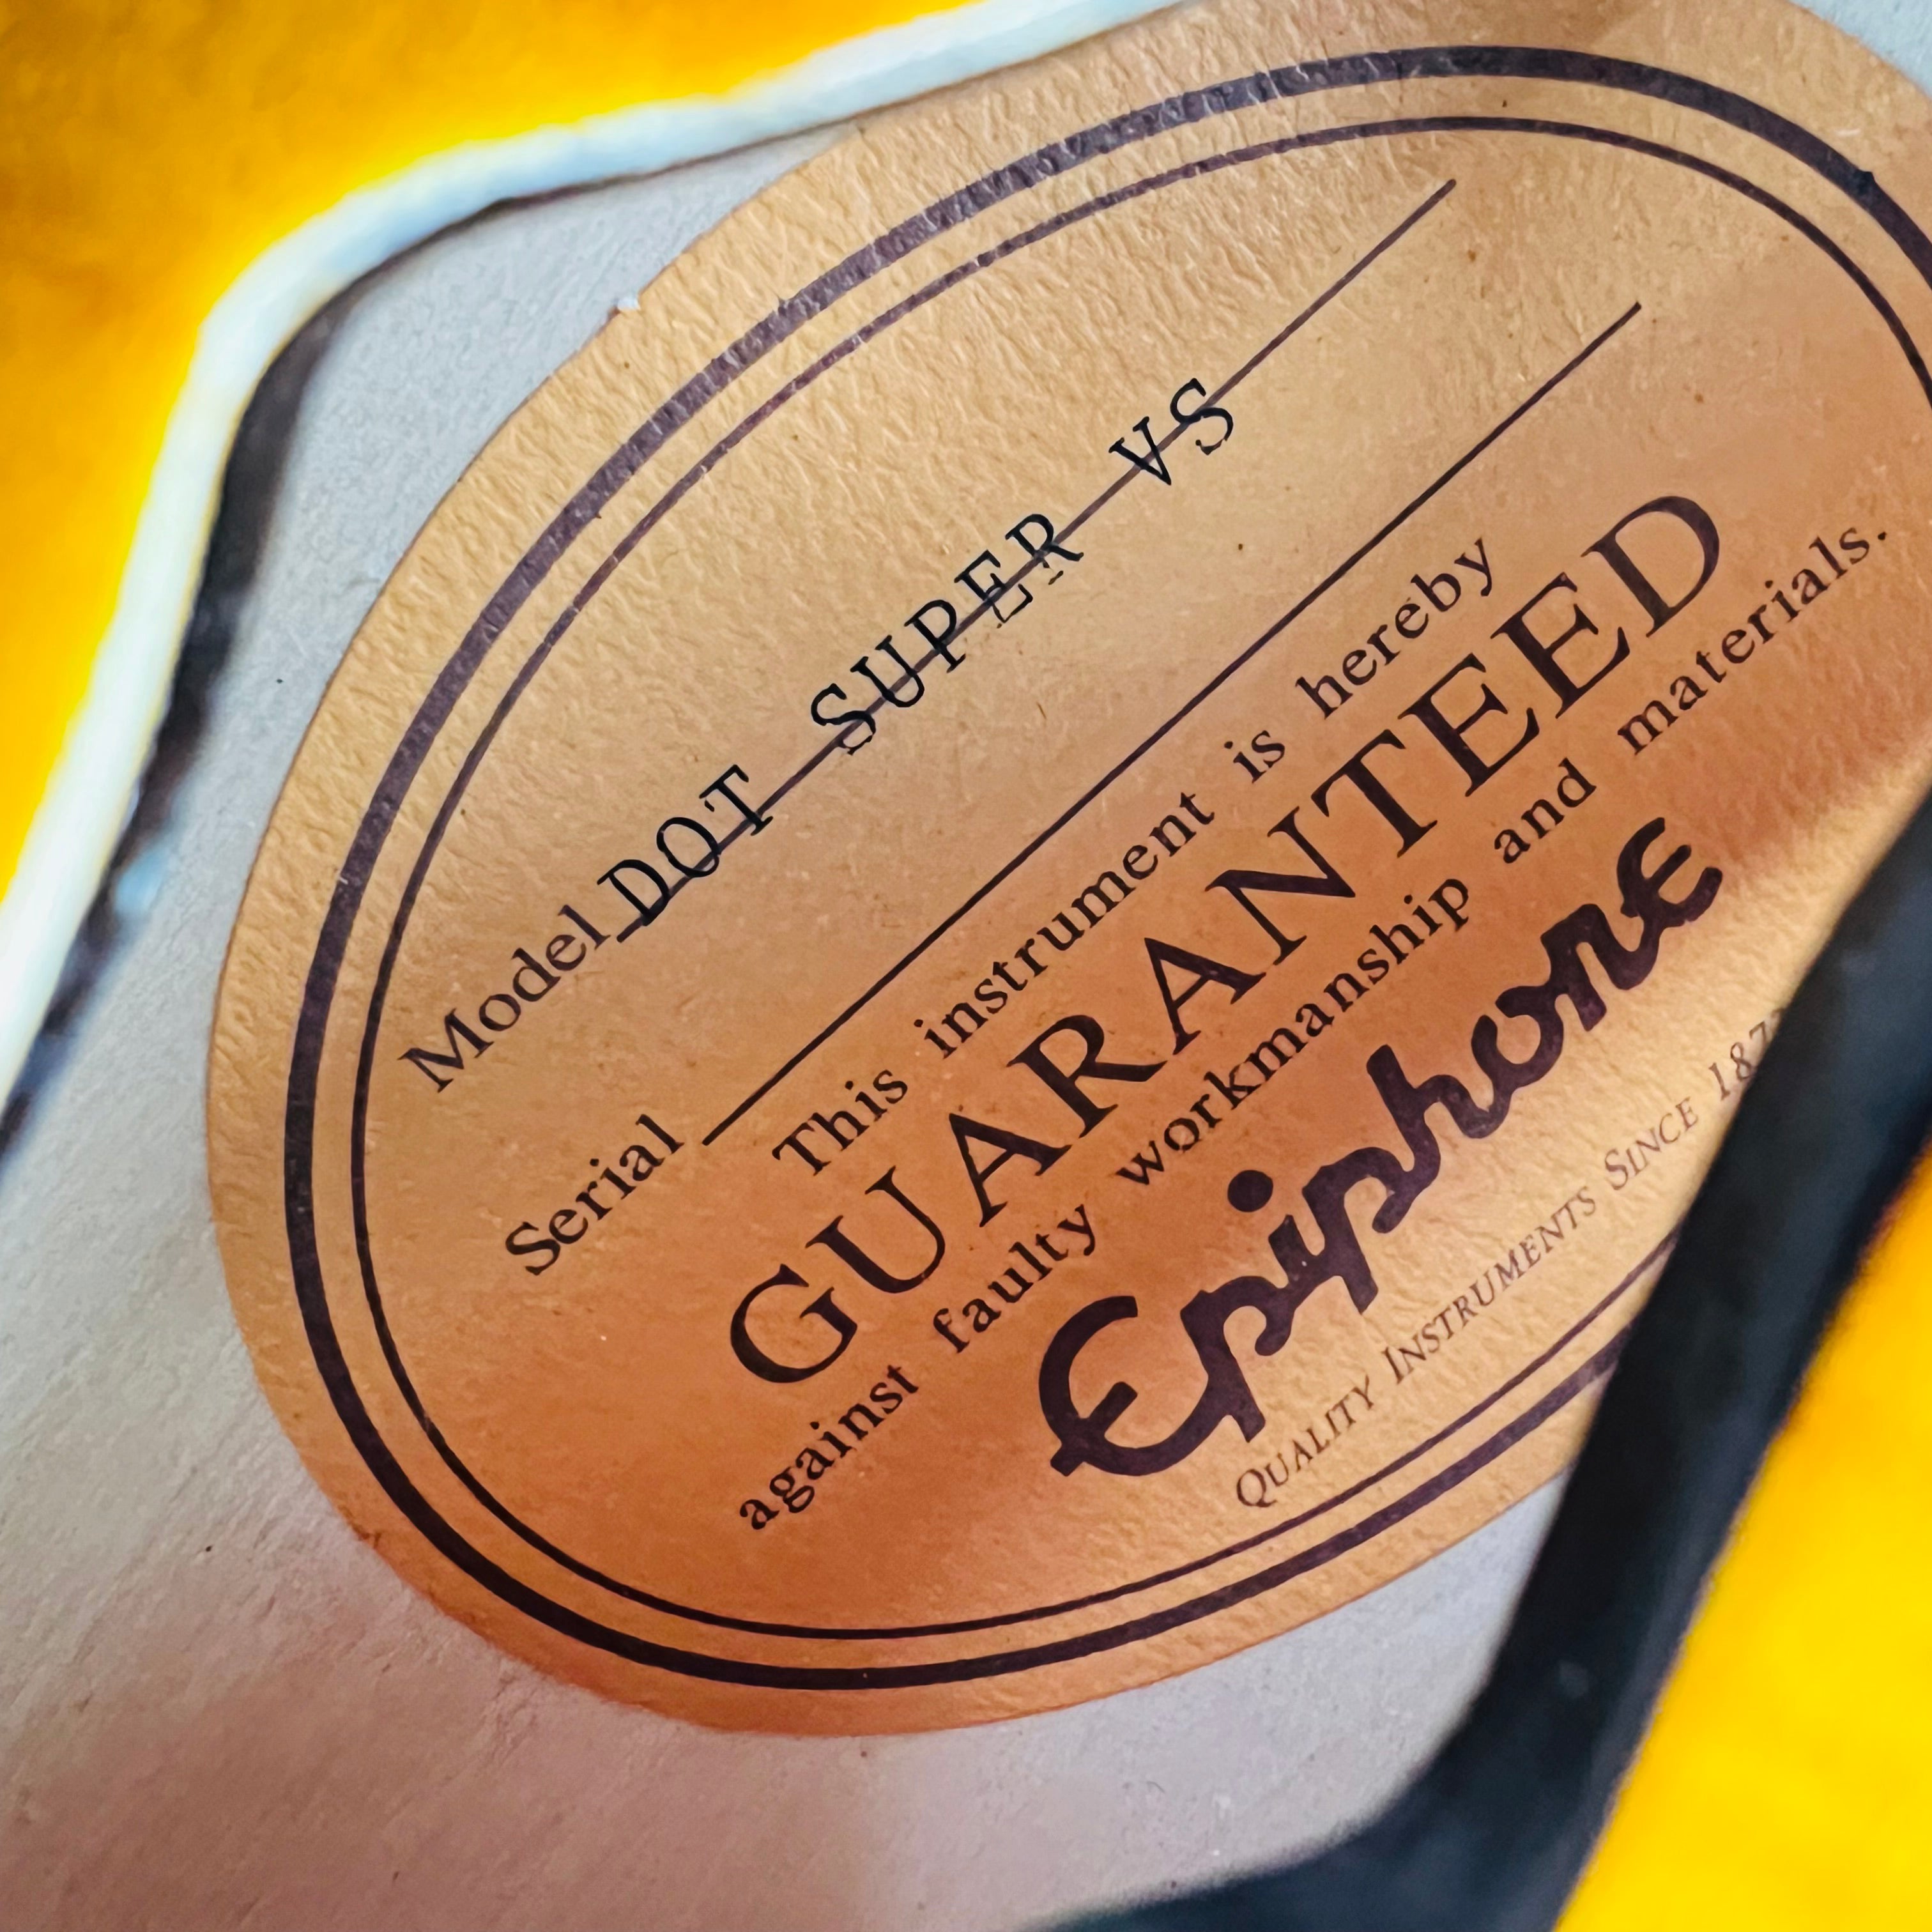 Model DOT SUPER VS
Serial
This instrument is hereby
GUARANTEED
against faulty workmanship and materials.
Epiphone
QUALITY INSTRUMENTS SINCE